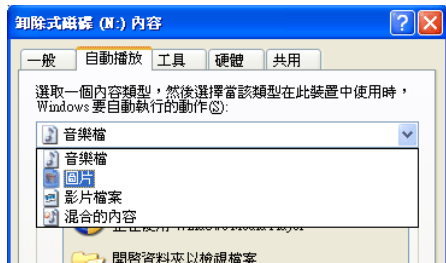 卸除式磁碟 (N:) 內容
一般 自動播放 工具 硬體 共用
選取一個內容類型，然後選擇當該類型在此裝置中使用時，
Windows 要自動執行的動作(S):
音樂檔
音樂檔
圖片
影片檔案
混合的內容
開啓資料夾以檢視檔案